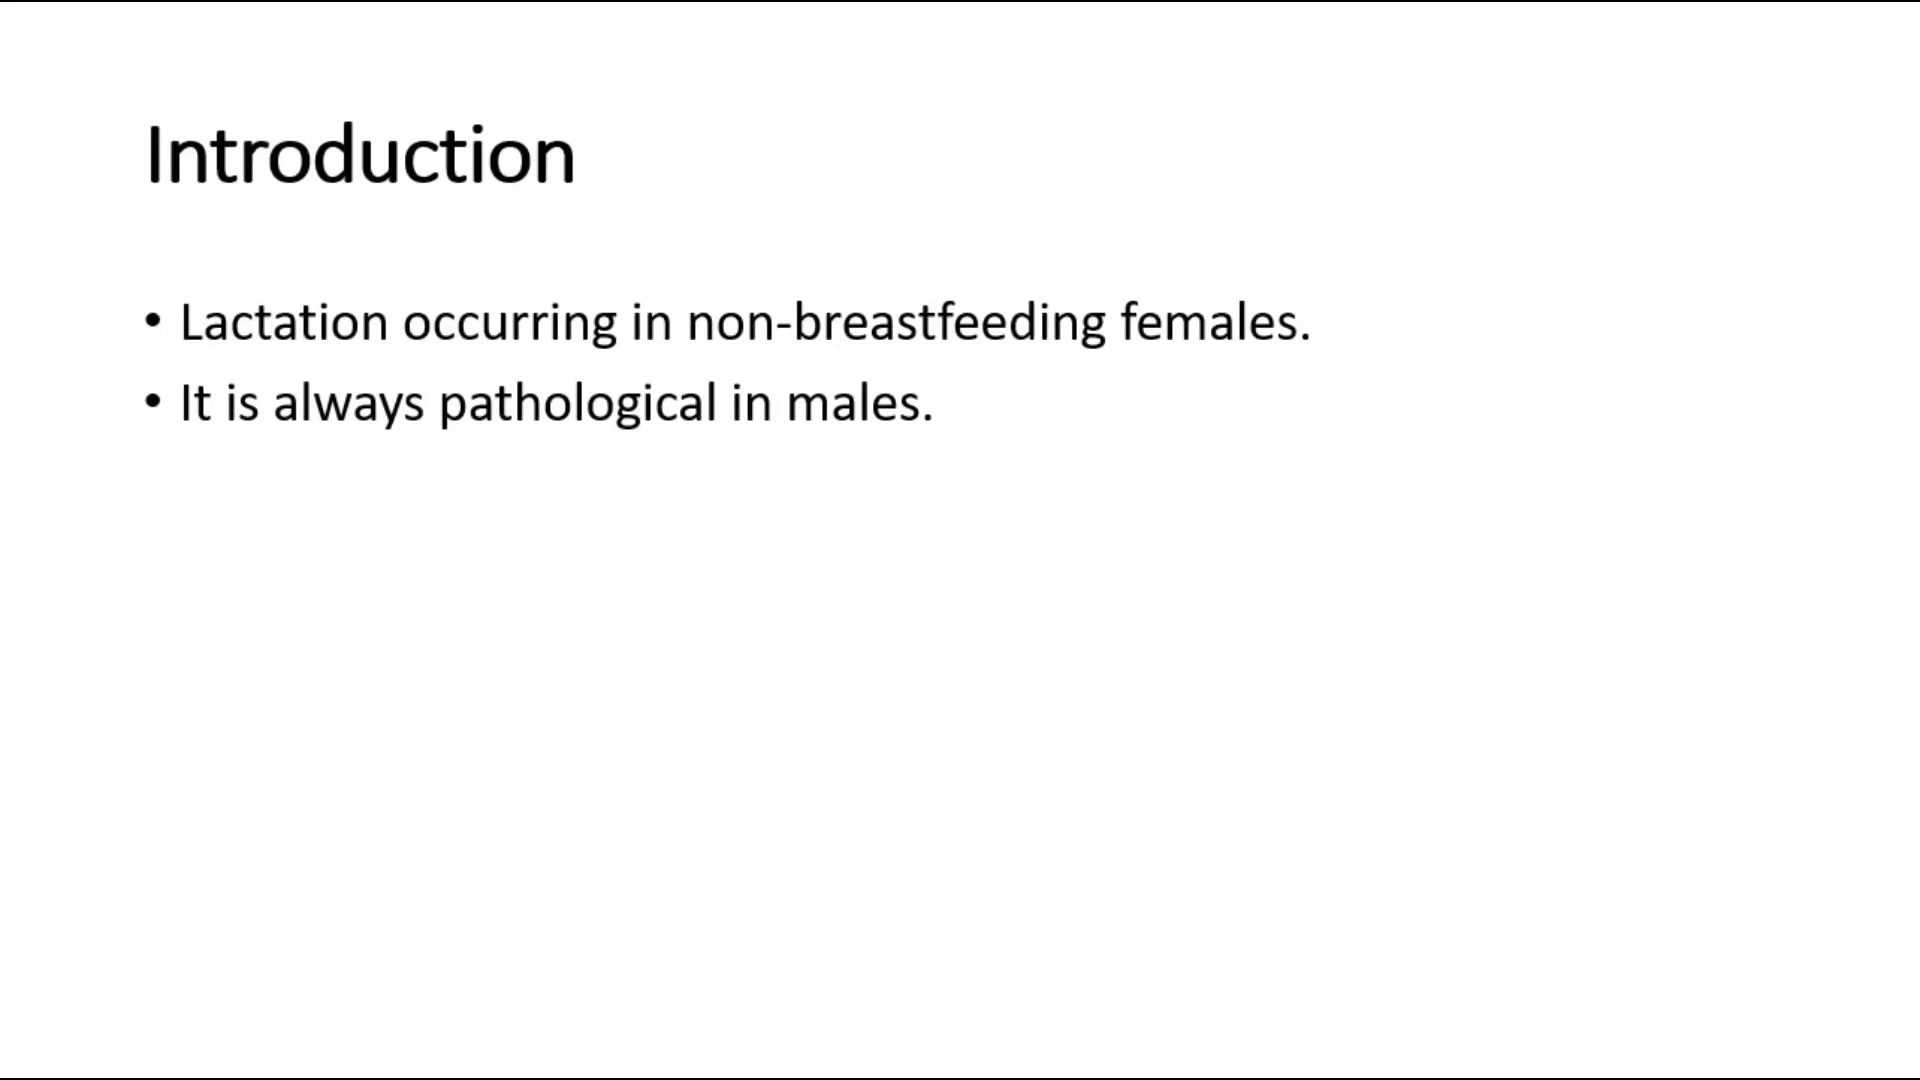 Introduction
• Lactation occurring in non-breastfeeding females.
• It is always pathological in males.